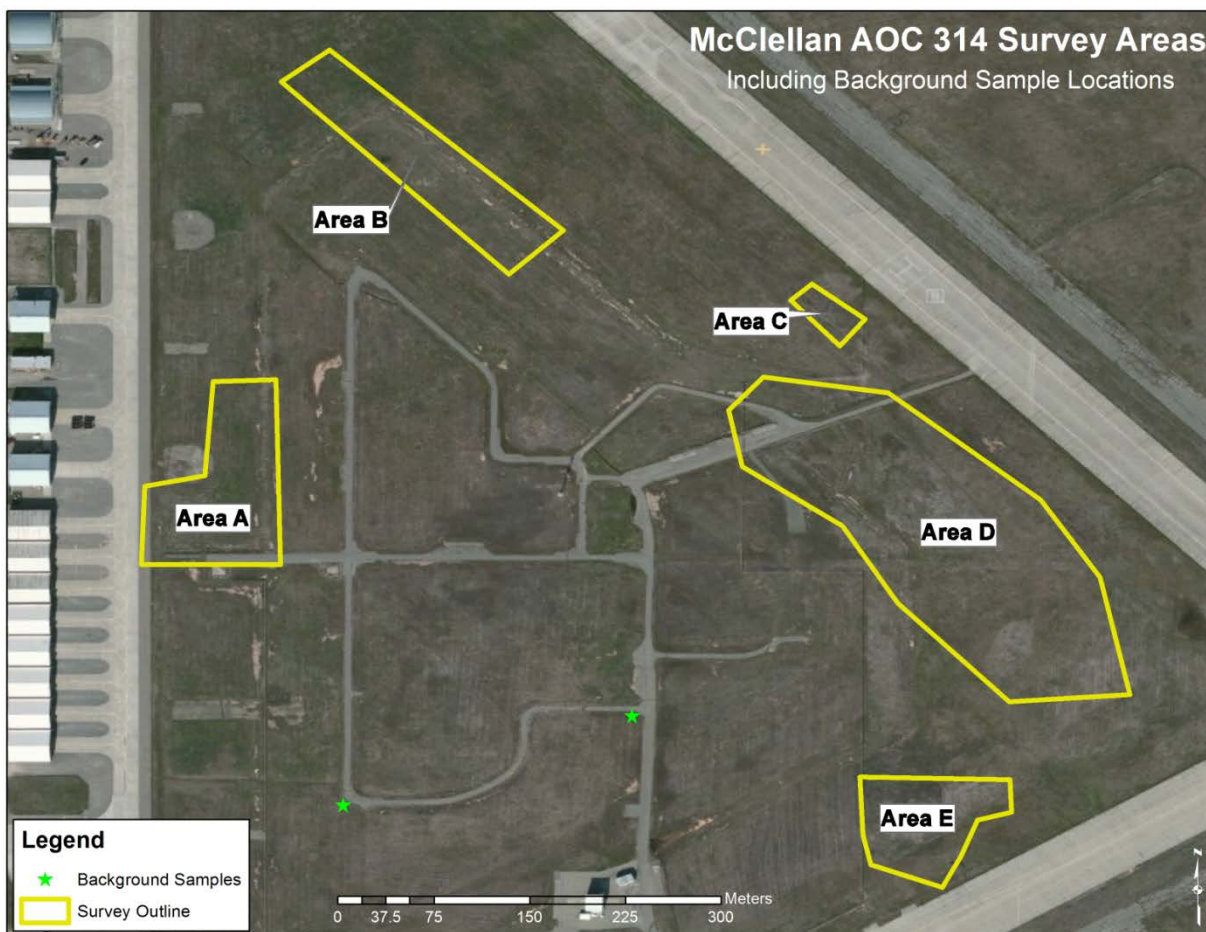 McClellan AOC 314 Survey Areas
Including Background Sample Locations
Area B
Area C
Area A
Area D
Area E
Legend
Background Samples
Survey Outline
Meters
0 37.5 75 150 225 300
N